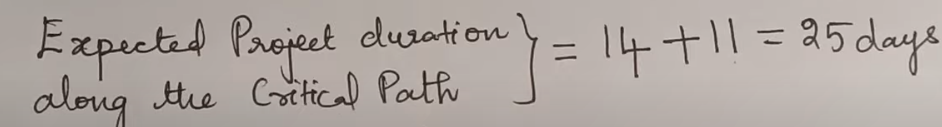 Expected Project duration } = 14 + 11 = 25 days
along the Critical Path